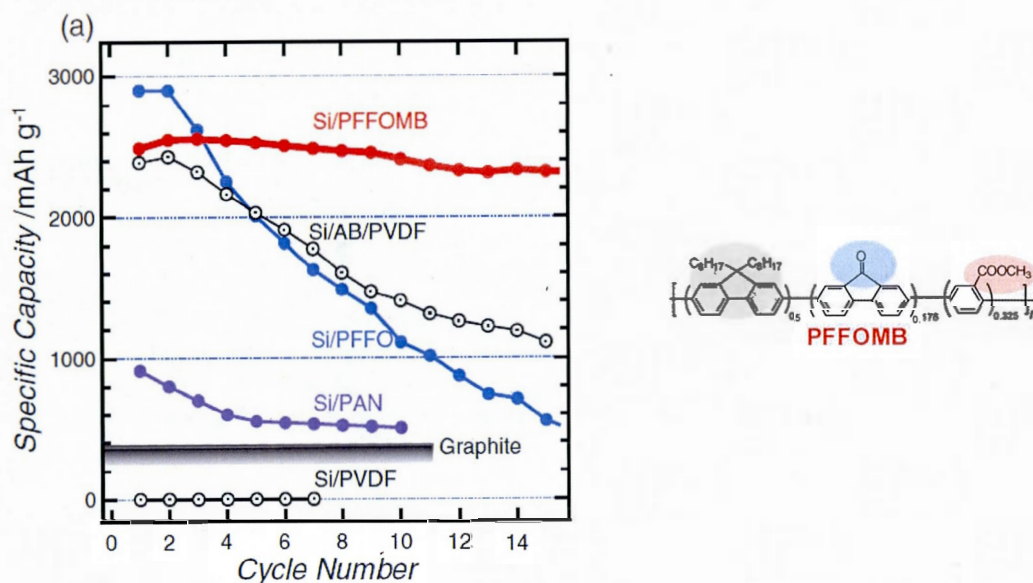 (a)
Specific Capacity /mAh g⁻¹
3000
2000
1000
0
Si/PFFOMB
Si/AB/PVDF
Si/PFFO
Si/PAN
Graphite
Si/PVDF
0 2 4 6 8 10 12 14
Cycle Number
C₈H₁₇ C₈H₁₇
O
COOCH₃
0.5
0.175
0.325
PFFOMB